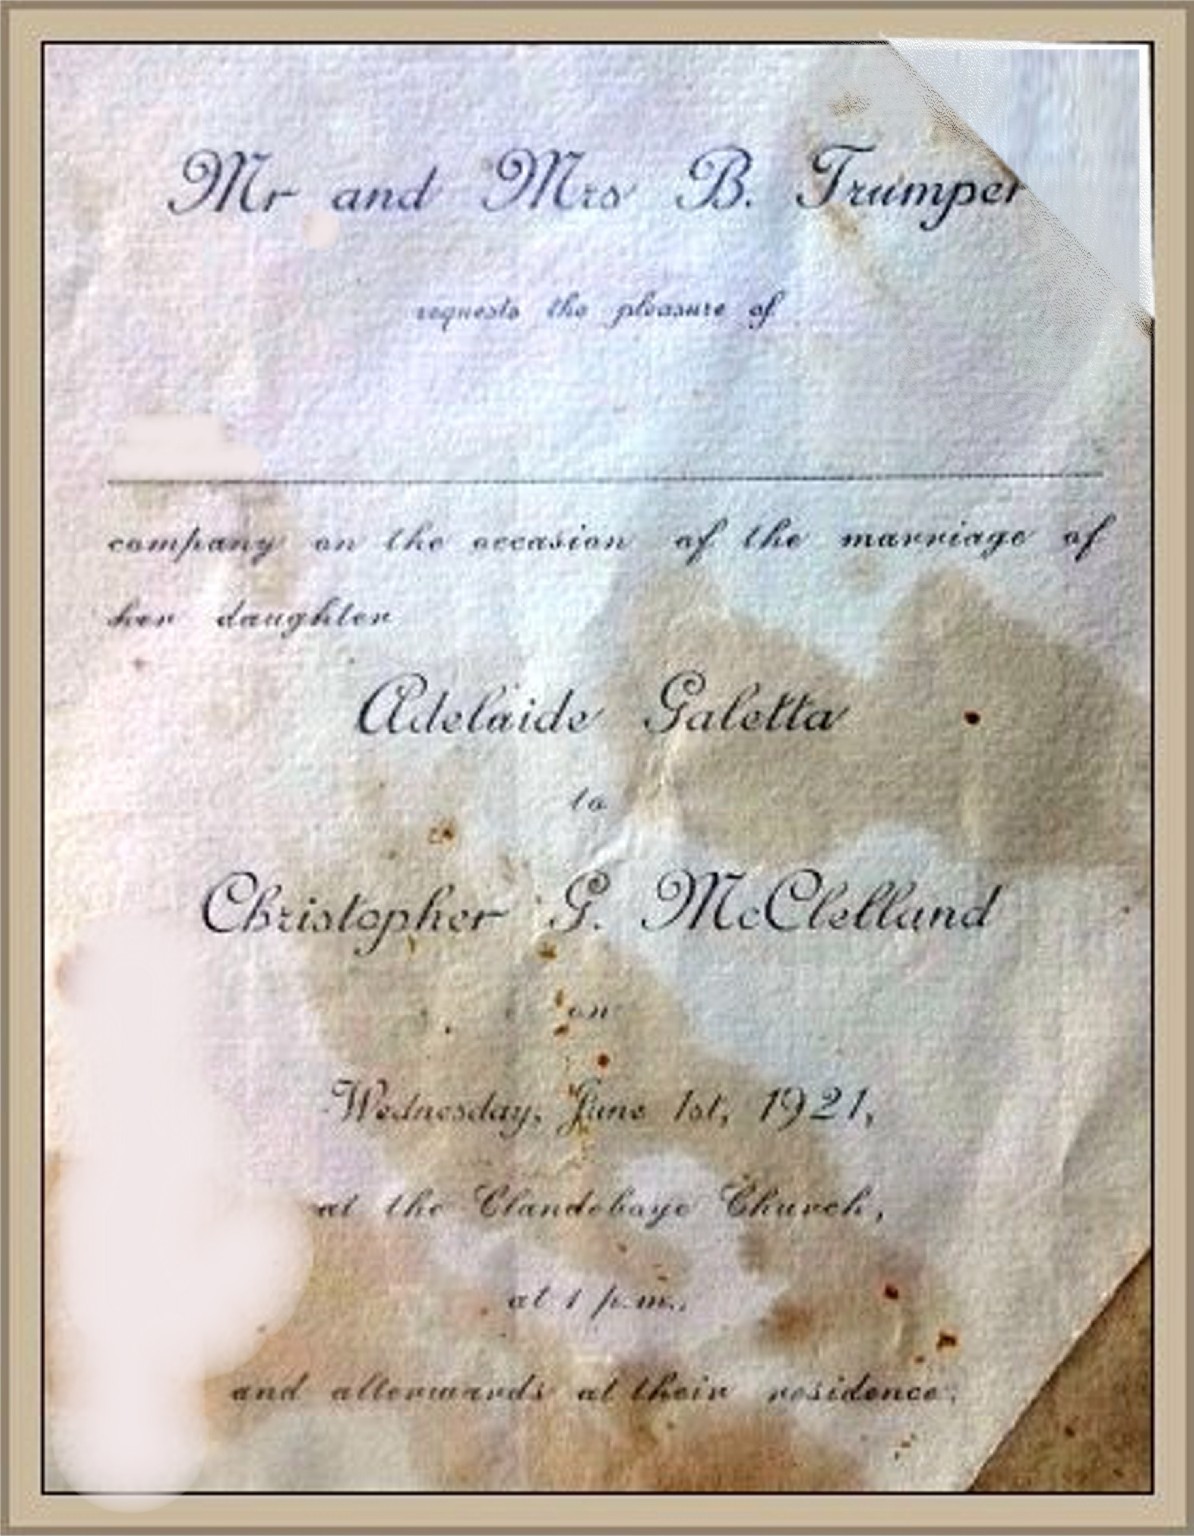 Mr and Mrs B. Trumper
requests the pleasure of
company on the occasion of the marriage of
her daughter
Adelaide Galetta
to
Christopher G. McClelland
on
Wednesday, June 1st, 1921,
at the Clandeboye Church,
at 1 p.m.,
and afterwards at their residence.